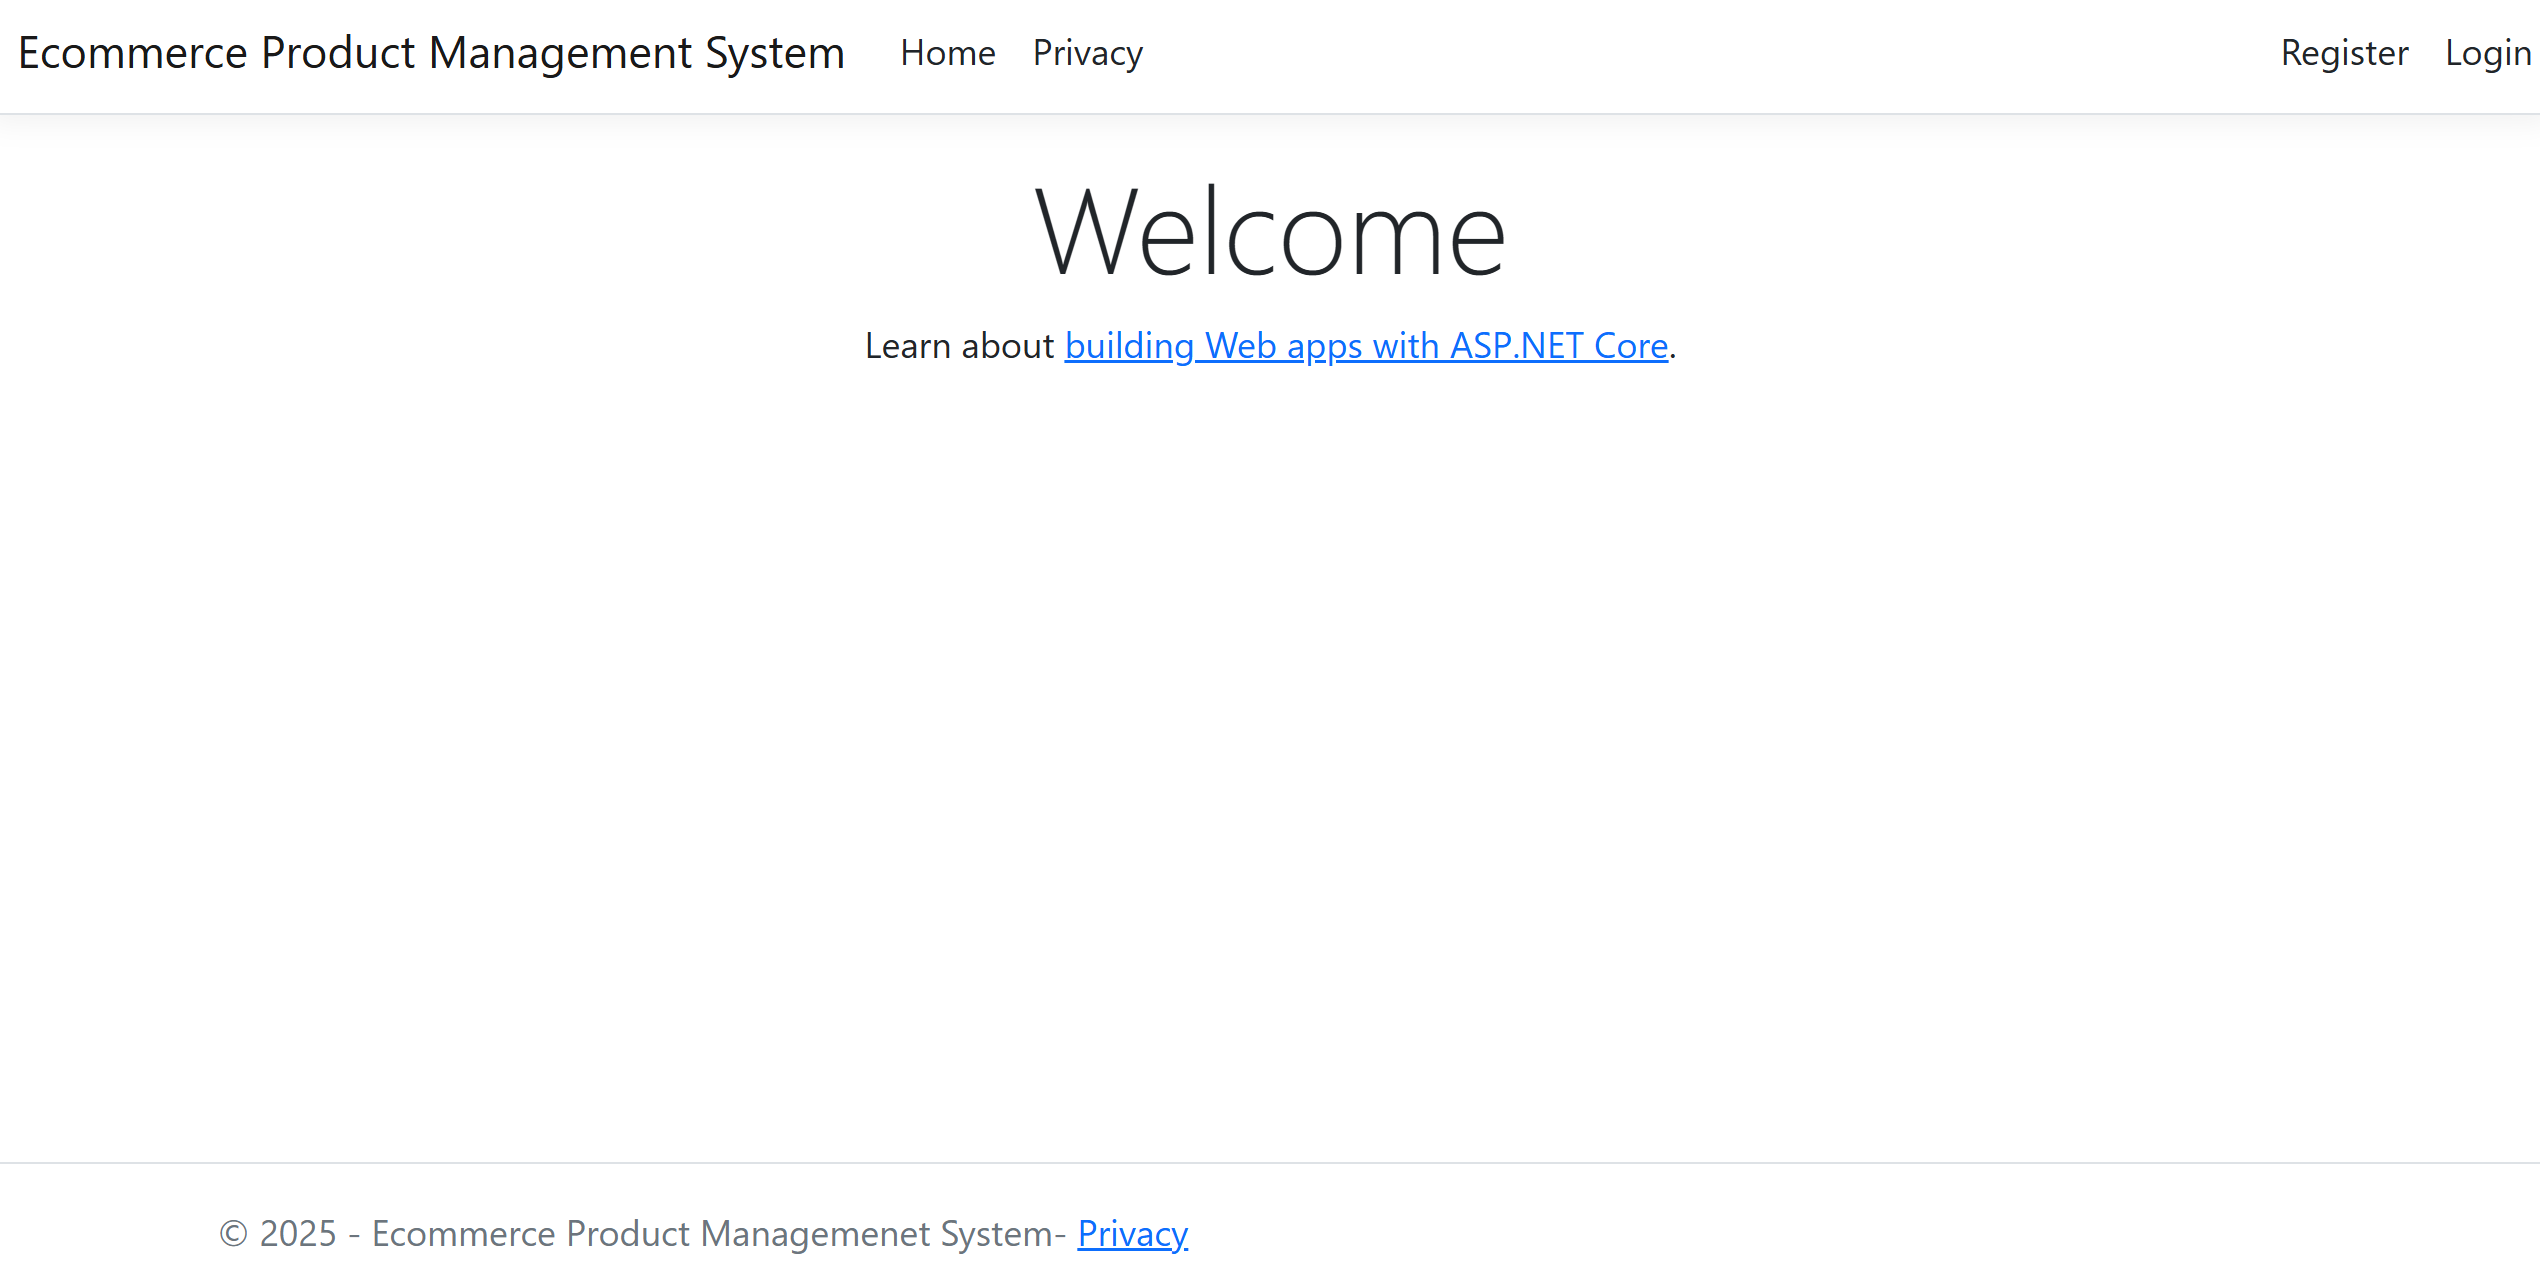 Ecommerce Product Management System Home Privacy Register Login
Welcome
Learn about building Web apps with ASP.NET Core.
© 2025 - Ecommerce Product Managemenet System- Privacy